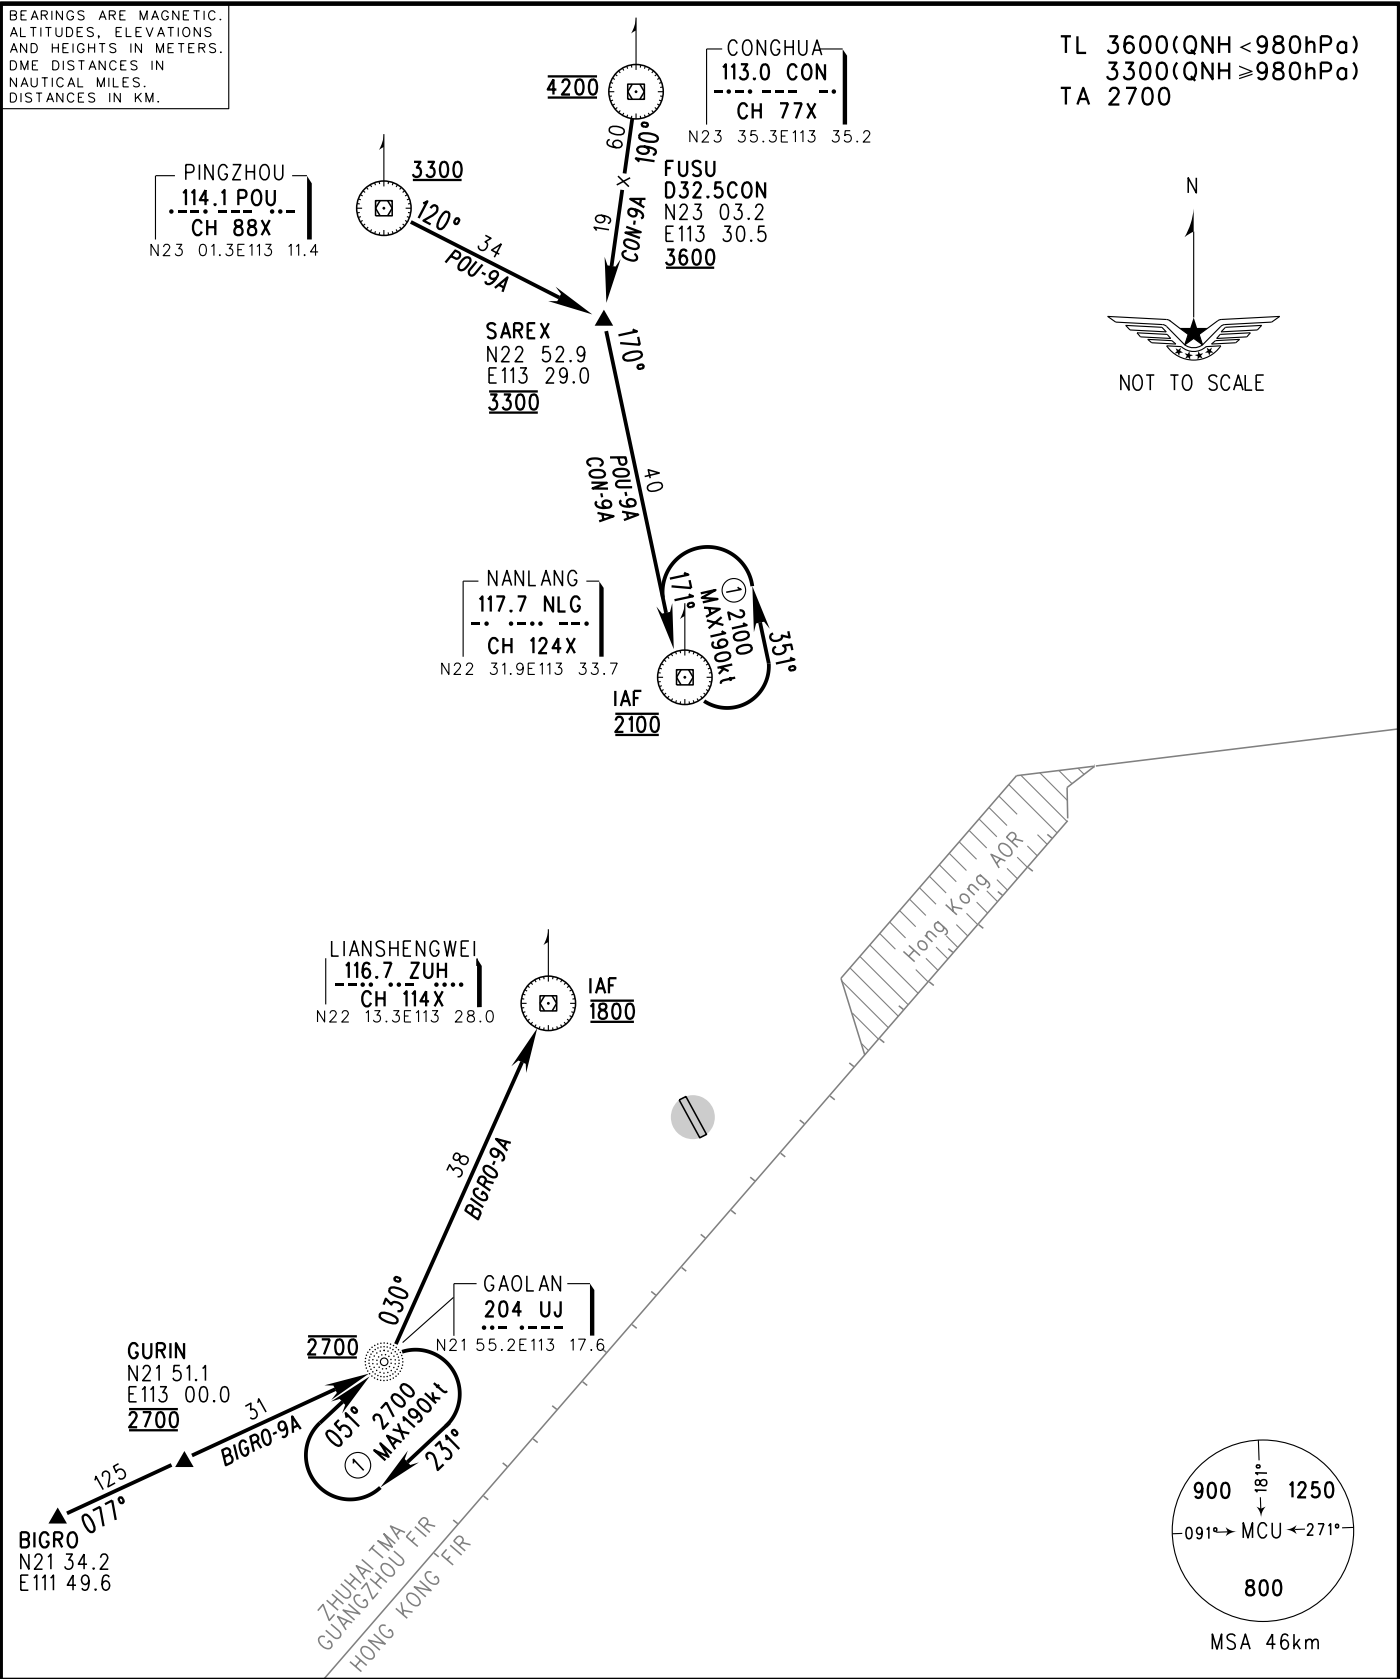 BEARINGS ARE MAGNETIC.
ALTITUDES, ELEVATIONS
AND HEIGHTS IN METERS.
DME DISTANCES IN
NAUTICAL MILES.
DISTANCES IN KM.
TL 3600(QNH <980hPa)
3300(QNH ≥980hPa)
TA 2700
4200
CONGHUA
113.0 CON
CH 77X
N23 35.3E113 35.2
60
190°
FUSU
D32.5CON
N23 03.2
E113 30.5
3600
19
CON-9A
PINGZHOU
114.1 POU
CH 88X
N23 01.3E113 11.4
3300
120°
34
POU-9A
N
NOT TO SCALE
SAREX
N22 52.9
E113 29.0
3300
170°
40
POU-9A
CON-9A
NANLANG
117.7 NLG
CH 124X
N22 31.9E113 33.7
171°
1 2100
MAX190kt
351°
IAF
2100
Hong Kong AOR
LIANSHENGWEI
116.7 ZUH
CH 114X
N22 13.3E113 28.0
IAF
1800
38
BIGRO-9A
030°
GAOLAN
204 UJ
N21 55.2E113 17.6
2700
GURIN
N21 51.1
E113 00.0
2700
31
BIGRO-9A
051°
2700
1 MAX190kt
231°
125
077°
BIGRO
N21 34.2
E111 49.6
ZHUHAI TMA
GUANGZHOU FIR
HONG KONG FIR
900
181°
1250
091°
MCU
271°
800
MSA 46km